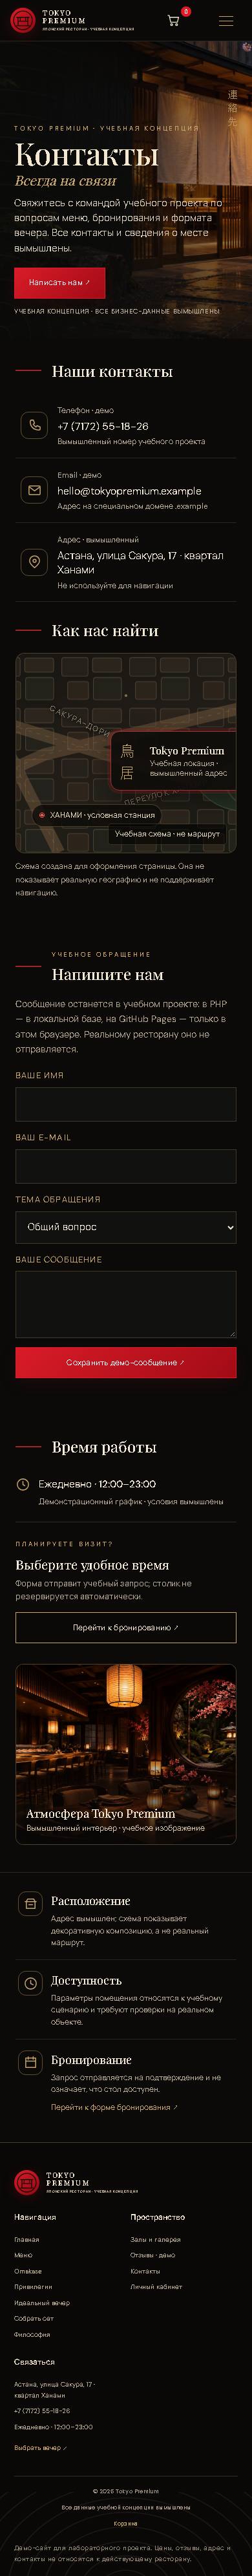 TOKYO
PREMIUM
ЯПОНСКИЙ РЕСТОРАН · УЧЕБНАЯ КОНЦЕПЦИЯ
0
連
絡
先
TOKYO PREMIUM · УЧЕБНАЯ КОНЦЕПЦИЯ
Контакты
Всегда на связи
Свяжитесь с командой учебного проекта по
вопросам меню, бронирования и формата
вечера. Все контакты и сведения о месте
вымышлены.
Написать нам ↗
УЧЕБНАЯ КОНЦЕПЦИЯ · ВСЕ БИЗНЕС-ДАННЫЕ ВЫМЫШЛЕНЫ
Наши контакты
Телефон · демо
+7 (7172) 55-18-26
Вымышленный номер учебного проекта
Email · демо
hello@tokyopremium.example
Адрес на специальном домене .example
Адрес · вымышленный
Астана, улица Сакура, 17 · квартал
Ханами
Не используйте для навигации
Как нас найти
САКУРА-ДОРИ
鳥
居
Tokyo Premium
Учебная локация ·
вымышленный адрес
ПЕРЕУЛОК
ХАНАМИ · условная станция
Учебная схема · не маршрут
Схема создана для оформления страницы. Она не
показывает реальную географию и не поддерживает
навигацию.
УЧЕБНОЕ ОБРАЩЕНИЕ
Напишите нам
Сообщение останется в учебном проекте: в PHP
— в локальной базе, на GitHub Pages — только в
этом браузере. Реальному ресторану оно не
отправляется.
ВАШЕ ИМЯ
ВАШ E-MAIL
ТЕМА ОБРАЩЕНИЯ
Общий вопрос
ВАШЕ СООБЩЕНИЕ
Сохранить демо-сообщение ↗
Время работы
Ежедневно · 12:00–23:00
Демонстрационный график · условия вымышлены
ПЛАНИРУЕТЕ ВИЗИТ?
Выберите удобное время
Форма отправит учебный запрос; столик не
резервируется автоматически.
Перейти к бронированию ↗
Атмосфера Tokyo Premium
Вымышленный интерьер · учебное изображение
Расположение
Адрес вымышлен; схема показывает
декоративную композицию, а не реальный
маршрут.
Доступность
Параметры помещения относятся к учебному
сценарию и требуют проверки на реальном
объекте.
Бронирование
Запрос отправляется на подтверждение и не
означает, что стол доступен.
Перейти к форме бронирования ↗
TOKYO
PREMIUM
ЯПОНСКИЙ РЕСТОРАН · УЧЕБНАЯ КОНЦЕПЦИЯ
Навигация
Главная
Меню
Omakase
Привилегии
Идеальный вечер
Собрать сет
Философия
Пространство
Залы и галерея
Отзывы · демо
Контакты
Личный кабинет
Связаться
Астана, улица Сакура, 17 ·
квартал Ханами
+7 (7172) 55-18-26
Ежедневно · 12:00–23:00
Выбрать вечер ↗
© 2026 Tokyo Premium
Все данные учебной концепции вымышлены
Корзина
Демо-сайт для лабораторного проекта. Цены, отзывы, адрес и
контакты не относятся к действующему ресторану.